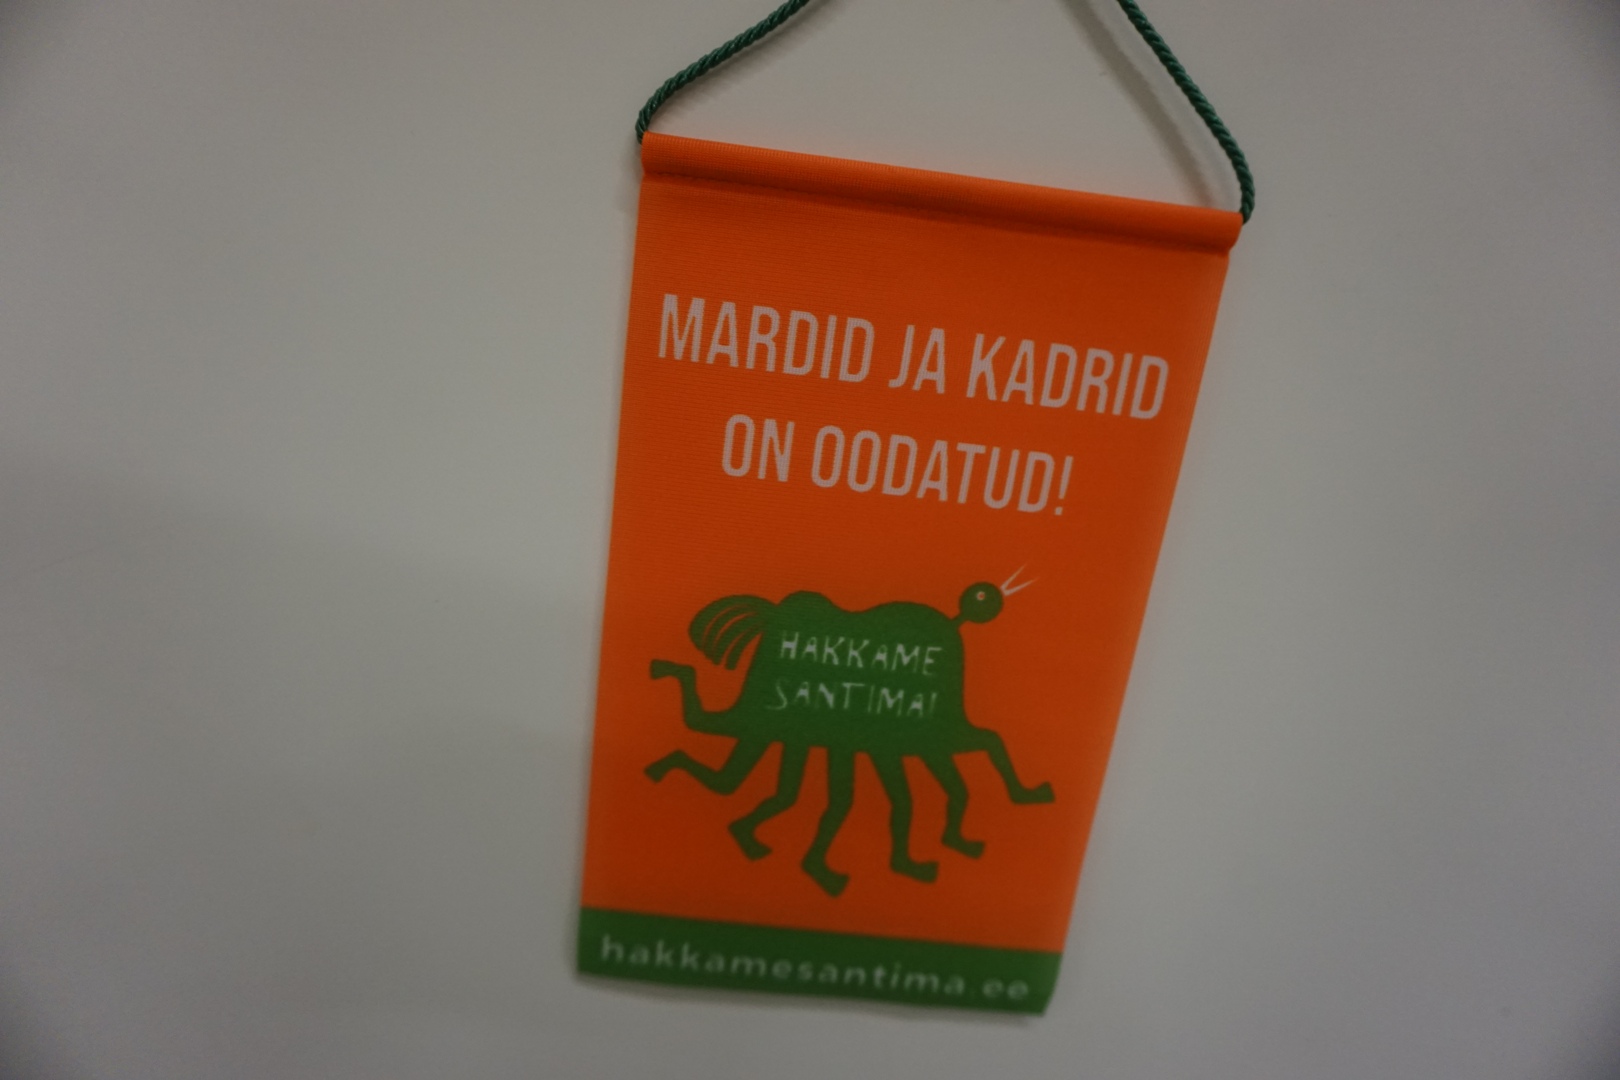 MARDID JA KADRID
ON OODATUD!
HAKKAME
SANTIMA!
hakkamesantima.ee